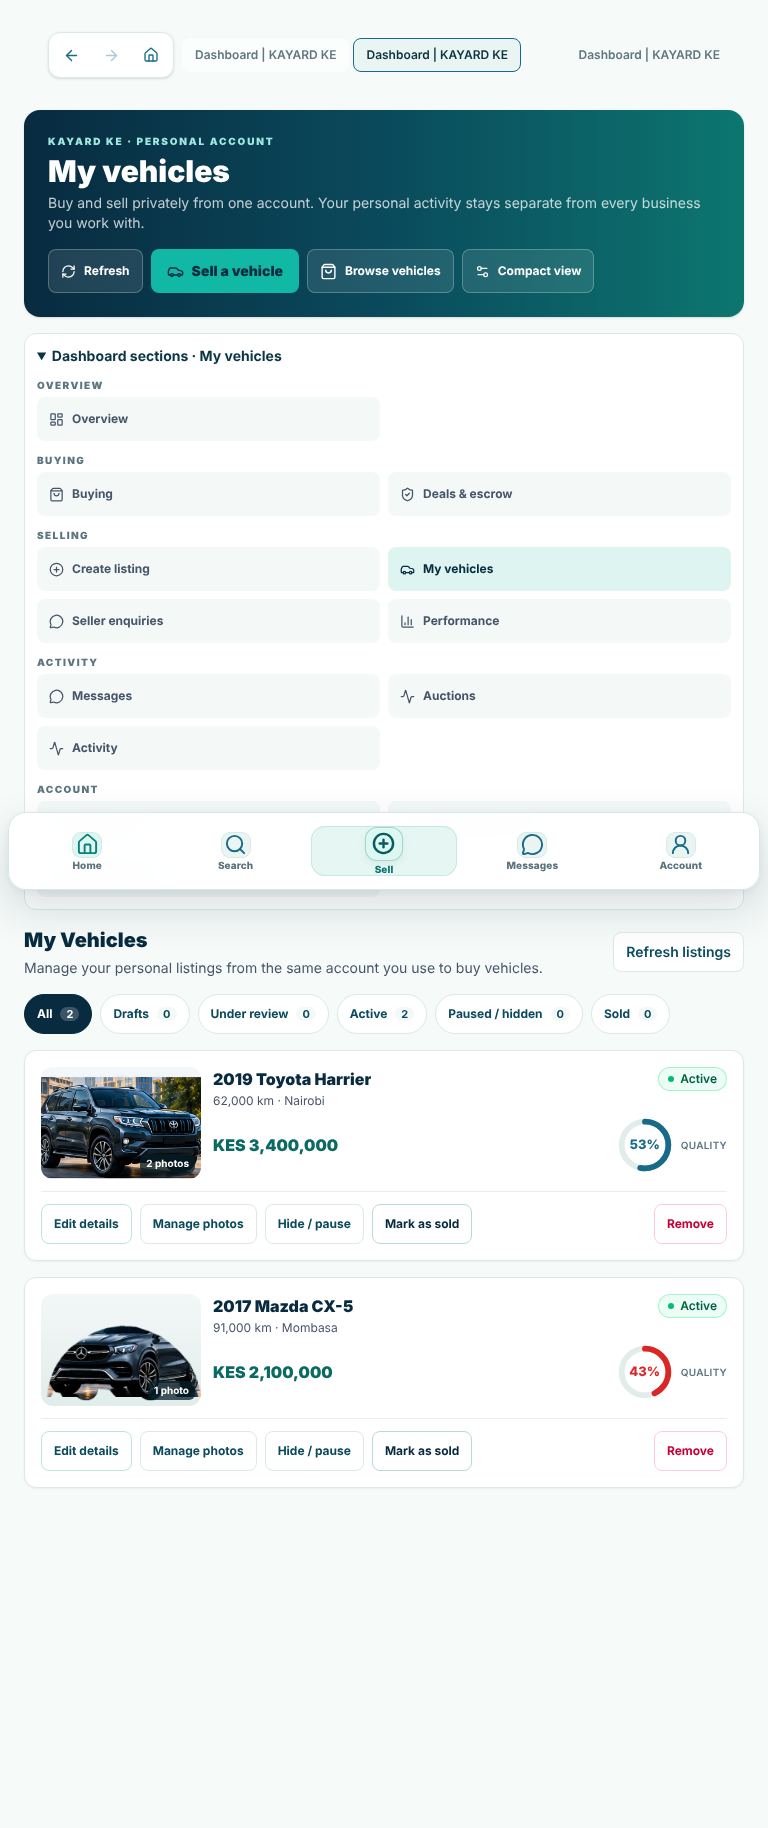 Dashboard | KAYARD KE
Dashboard | KAYARD KE
Dashboard | KAYARD KE
KAYARD KE · PERSONAL ACCOUNT
My vehicles
Buy and sell privately from one account. Your personal activity stays separate from every business
you work with.
Refresh
Sell a vehicle
Browse vehicles
Compact view
Dashboard sections · My vehicles
OVERVIEW
Overview
BUYING
Buying
Deals & escrow
SELLING
Create listing
My vehicles
Seller enquiries
Performance
ACTIVITY
Messages
Auctions
Activity
ACCOUNT
Home
Search
Sell
Messages
Account
My Vehicles
Manage your personal listings from the same account you use to buy vehicles.
Refresh listings
All 2
Drafts 0
Under review 0
Active 2
Paused / hidden 0
Sold 0
2019 Toyota Harrier
Active
62,000 km · Nairobi
KES 3,400,000
53%
QUALITY
2 photos
Edit details
Manage photos
Hide / pause
Mark as sold
Remove
2017 Mazda CX-5
Active
91,000 km · Mombasa
KES 2,100,000
43%
QUALITY
1 photo
Edit details
Manage photos
Hide / pause
Mark as sold
Remove